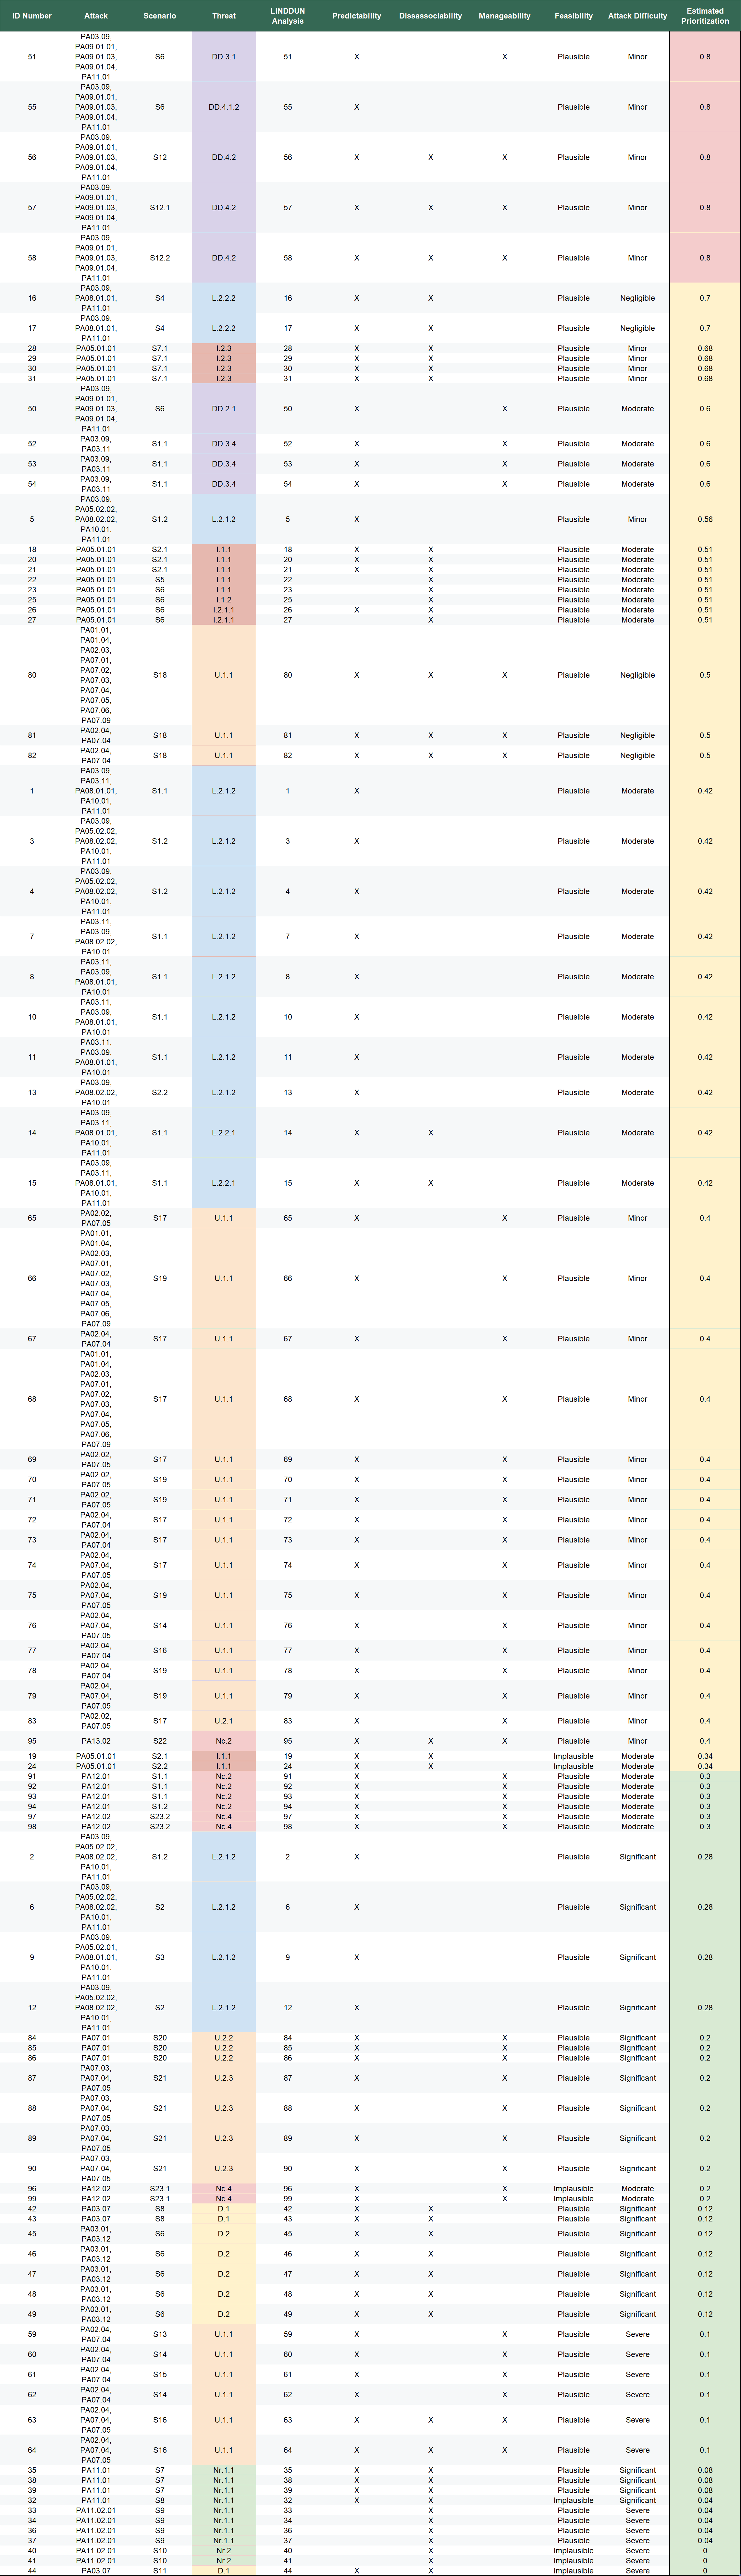 ID Number Attack Scenario Threat LINDDUN Analysis Predictability Dissassociability Manageability Feasibility Attack Difficulty Estimated Prioritization
51 PA03.09, PA09.01.01, PA09.01.03, PA09.01.04, PA11.01 S6 DD.3.1 51 X X Plausible Minor 0.8
55 PA03.09, PA09.01.01, PA09.01.03, PA09.01.04, PA11.01 S6 DD.4.1.2 55 X Plausible Minor 0.8
56 PA03.09, PA09.01.01, PA09.01.03, PA09.01.04, PA11.01 S12 DD.4.2 56 X X X Plausible Minor 0.8
57 PA03.09, PA09.01.01, PA09.01.03, PA09.01.04, PA11.01 S12.1 DD.4.2 57 X X X Plausible Minor 0.8
58 PA03.09, PA09.01.01, PA09.01.03, PA09.01.04, PA11.01 S12.2 DD.4.2 58 X X X Plausible Minor 0.8
16 PA03.09, PA08.01.01, PA11.01 S4 L.2.2.2 16 X X Plausible Negligible 0.7
17 PA03.09, PA08.01.01, PA11.01 S4 L.2.2.2 17 X X Plausible Negligible 0.7
28 PA05.01.01 S7.1 I.2.3 28 X X Plausible Minor 0.68
29 PA05.01.01 S7.1 I.2.3 29 X X Plausible Minor 0.68
30 PA05.01.01 S7.1 I.2.3 30 X X Plausible Minor 0.68
31 PA05.01.01 S7.1 I.2.3 31 X X Plausible Minor 0.68
50 PA03.09, PA09.01.01, PA09.01.03, PA09.01.04, PA11.01 S6 DD.2.1 50 X X Plausible Moderate 0.6
52 PA03.09, PA03.11 S1.1 DD.3.4 52 X X Plausible Moderate 0.6
53 PA03.09, PA03.11 S1.1 DD.3.4 53 X X Plausible Moderate 0.6
54 PA03.09, PA03.11 S1.1 DD.3.4 54 X X Plausible Moderate 0.6
5 PA03.09, PA05.02.02, PA08.02.02, PA10.01, PA11.01 S1.2 L.2.1.2 5 X Plausible Minor 0.56
18 PA05.01.01 S2.1 I.1.1 18 X X Plausible Moderate 0.51
20 PA05.01.01 S2.1 I.1.1 20 X X Plausible Moderate 0.51
21 PA05.01.01 S2.1 I.1.1 21 X X Plausible Moderate 0.51
22 PA05.01.01 S5 I.1.1 22 X Plausible Moderate 0.51
23 PA05.01.01 S6 I.1.1 23 X Plausible Moderate 0.51
25 PA05.01.01 S6 I.1.2 25 X Plausible Moderate 0.51
26 PA05.01.01 S6 I.2.1.1 26 X X Plausible Moderate 0.51
27 PA05.01.01 S6 I.2.1.1 27 X Plausible Moderate 0.51
80 PA01.01, PA01.04, PA02.03, PA07.01, PA07.02, PA07.03, PA07.04, PA07.05, PA07.06, PA07.09 S18 U.1.1 80 X X X Plausible Negligible 0.5
81 PA02.04, PA07.04 S18 U.1.1 81 X X X Plausible Negligible 0.5
82 PA02.04, PA07.04 S18 U.1.1 82 X X X Plausible Negligible 0.5
1 PA03.09, PA03.11, PA08.01.01, PA10.01, PA11.01 S1.1 L.2.1.2 1 X Plausible Moderate 0.42
3 PA03.09, PA05.02.02, PA08.02.02, PA10.01, PA11.01 S1.2 L.2.1.2 3 X Plausible Moderate 0.42
4 PA03.09, PA05.02.02, PA08.02.02, PA10.01, PA11.01 S1.2 L.2.1.2 4 X Plausible Moderate 0.42
7 PA03.11, PA03.09, PA08.02.02, PA10.01 S1.1 L.2.1.2 7 X Plausible Moderate 0.42
8 PA03.11, PA03.09, PA08.01.01, PA10.01 S1.1 L.2.1.2 8 X Plausible Moderate 0.42
10 PA03.11, PA03.09, PA08.01.01, PA10.01 S1.1 L.2.1.2 10 X Plausible Moderate 0.42
11 PA03.11, PA03.09, PA08.01.01, PA10.01 S1.1 L.2.1.2 11 X Plausible Moderate 0.42
13 PA03.09, PA08.02.02, PA10.01 S2.2 L.2.1.2 13 X Plausible Moderate 0.42
14 PA03.09, PA03.11, PA08.01.01, PA10.01, PA11.01 S1.1 L.2.2.1 14 X X Plausible Moderate 0.42
15 PA03.09, PA03.11, PA08.01.01, PA10.01, PA11.01 S1.1 L.2.2.1 15 X X Plausible Moderate 0.42
65 PA02.02, PA07.05 S17 U.1.1 65 X X Plausible Minor 0.4
66 PA01.01, PA01.04, PA02.03, PA07.01, PA07.02, PA07.03, PA07.04, PA07.05, PA07.06, PA07.09 S19 U.1.1 66 X X Plausible Minor 0.4
67 PA02.04, PA07.04 S17 U.1.1 67 X X Plausible Minor 0.4
68 PA01.01, PA01.04, PA02.03, PA07.01, PA07.02, PA07.03, PA07.04, PA07.05, PA07.06, PA07.09 S17 U.1.1 68 X X Plausible Minor 0.4
69 PA02.02, PA07.05 S17 U.1.1 69 X X Plausible Minor 0.4
70 PA02.02, PA07.05 S19 U.1.1 70 X X Plausible Minor 0.4
71 PA02.02, PA07.05 S19 U.1.1 71 X X Plausible Minor 0.4
72 PA02.04, PA07.04 S17 U.1.1 72 X X Plausible Minor 0.4
73 PA02.04, PA07.04 S17 U.1.1 73 X X Plausible Minor 0.4
74 PA02.04, PA07.04, PA07.05 S17 U.1.1 74 X X Plausible Minor 0.4
75 PA02.04, PA07.04, PA07.05 S19 U.1.1 75 X X Plausible Minor 0.4
76 PA02.04, PA07.04, PA07.05 S14 U.1.1 76 X X Plausible Minor 0.4
77 PA02.04, PA07.04 S16 U.1.1 77 X X Plausible Minor 0.4
78 PA02.04, PA07.04 S19 U.1.1 78 X X Plausible Minor 0.4
79 PA02.04, PA07.04, PA07.05 S19 U.1.1 79 X X Plausible Minor 0.4
83 PA02.02, PA07.05 S17 U.2.1 83 X X Plausible Minor 0.4
95 PA13.02 S22 Nc.2 95 X X X Plausible Minor 0.4
19 PA05.01.01 S2.1 I.1.1 19 X X Implausible Moderate 0.34
24 PA05.01.01 S2.2 I.1.1 24 X X Implausible Moderate 0.34
91 PA12.01 S1.1 Nc.2 91 X X Plausible Moderate 0.3
92 PA12.01 S1.1 Nc.2 92 X X Plausible Moderate 0.3
93 PA12.01 S1.1 Nc.2 93 X X Plausible Moderate 0.3
94 PA12.01 S1.2 Nc.2 94 X X Plausible Moderate 0.3
97 PA12.02 S23.2 Nc.4 97 X X Plausible Moderate 0.3
98 PA12.02 S23.2 Nc.4 98 X X Plausible Moderate 0.3
2 PA03.09, PA05.02.02, PA08.02.02, PA10.01, PA11.01 S1.2 L.2.1.2 2 X Plausible Significant 0.28
6 PA03.09, PA05.02.02, PA08.02.02, PA10.01, PA11.01 S2 L.2.1.2 6 X Plausible Significant 0.28
9 PA03.09, PA05.02.01, PA08.01.01, PA10.01, PA11.01 S3 L.2.1.2 9 X Plausible Significant 0.28
12 PA03.09, PA05.02.02, PA08.02.02, PA10.01, PA11.01 S2 L.2.1.2 12 X Plausible Significant 0.28
84 PA07.01 S20 U.2.2 84 X X Plausible Significant 0.2
85 PA07.01 S20 U.2.2 85 X X Plausible Significant 0.2
86 PA07.01 S20 U.2.2 86 X X Plausible Significant 0.2
87 PA07.03, PA07.04, PA07.05 S21 U.2.3 87 X X Plausible Significant 0.2
88 PA07.03, PA07.04, PA07.05 S21 U.2.3 88 X X Plausible Significant 0.2
89 PA07.03, PA07.04, PA07.05 S21 U.2.3 89 X X Plausible Significant 0.2
90 PA07.03, PA07.04, PA07.05 S21 U.2.3 90 X X Plausible Significant 0.2
96 PA12.02 S23.1 Nc.4 96 X X Implausible Moderate 0.2
99 PA12.02 S23.1 Nc.4 99 X X Implausible Moderate 0.2
42 PA03.07 S8 D.1 42 X X Plausible Significant 0.12
43 PA03.07 S8 D.1 43 X X Plausible Significant 0.12
45 PA03.01, PA03.12 S6 D.2 45 X X Plausible Significant 0.12
46 PA03.01, PA03.12 S6 D.2 46 X X Plausible Significant 0.12
47 PA03.01, PA03.12 S6 D.2 47 X X Plausible Significant 0.12
48 PA03.01, PA03.12 S6 D.2 48 X X Plausible Significant 0.12
49 PA03.01, PA03.12 S6 D.2 49 X X Plausible Significant 0.12
59 PA02.04, PA07.04 S13 U.1.1 59 X X Plausible Severe 0.1
60 PA02.04, PA07.04 S14 U.1.1 60 X X Plausible Severe 0.1
61 PA02.04, PA07.04 S15 U.1.1 61 X X Plausible Severe 0.1
62 PA02.04, PA07.04 S14 U.1.1 62 X X Plausible Severe 0.1
63 PA02.04, PA07.04, PA07.05 S16 U.1.1 63 X X X Plausible Severe 0.1
64 PA02.04, PA07.04, PA07.05 S16 U.1.1 64 X X X Plausible Severe 0.1
35 PA11.01 S7 Nr.1.1 35 X X Plausible Significant 0.08
38 PA11.01 S7 Nr.1.1 38 X X Plausible Significant 0.08
39 PA11.01 S7 Nr.1.1 39 X X Plausible Significant 0.08
32 PA11.01 S8 Nr.1.1 32 X X Implausible Significant 0.04
33 PA11.02.01 S9 Nr.1.1 33 X Plausible Severe 0.04
34 PA11.02.01 S9 Nr.1.1 34 X Plausible Severe 0.04
36 PA11.02.01 S9 Nr.1.1 36 X Plausible Severe 0.04
37 PA11.02.01 S9 Nr.1.1 37 X Plausible Severe 0.04
40 PA11.02.01 S10 Nr.2 40 X Implausible Severe 0
41 PA11.02.01 S10 Nr.2 41 X Implausible Severe 0
44 PA03.07 S11 D.1 44 X X Implausible Severe 0